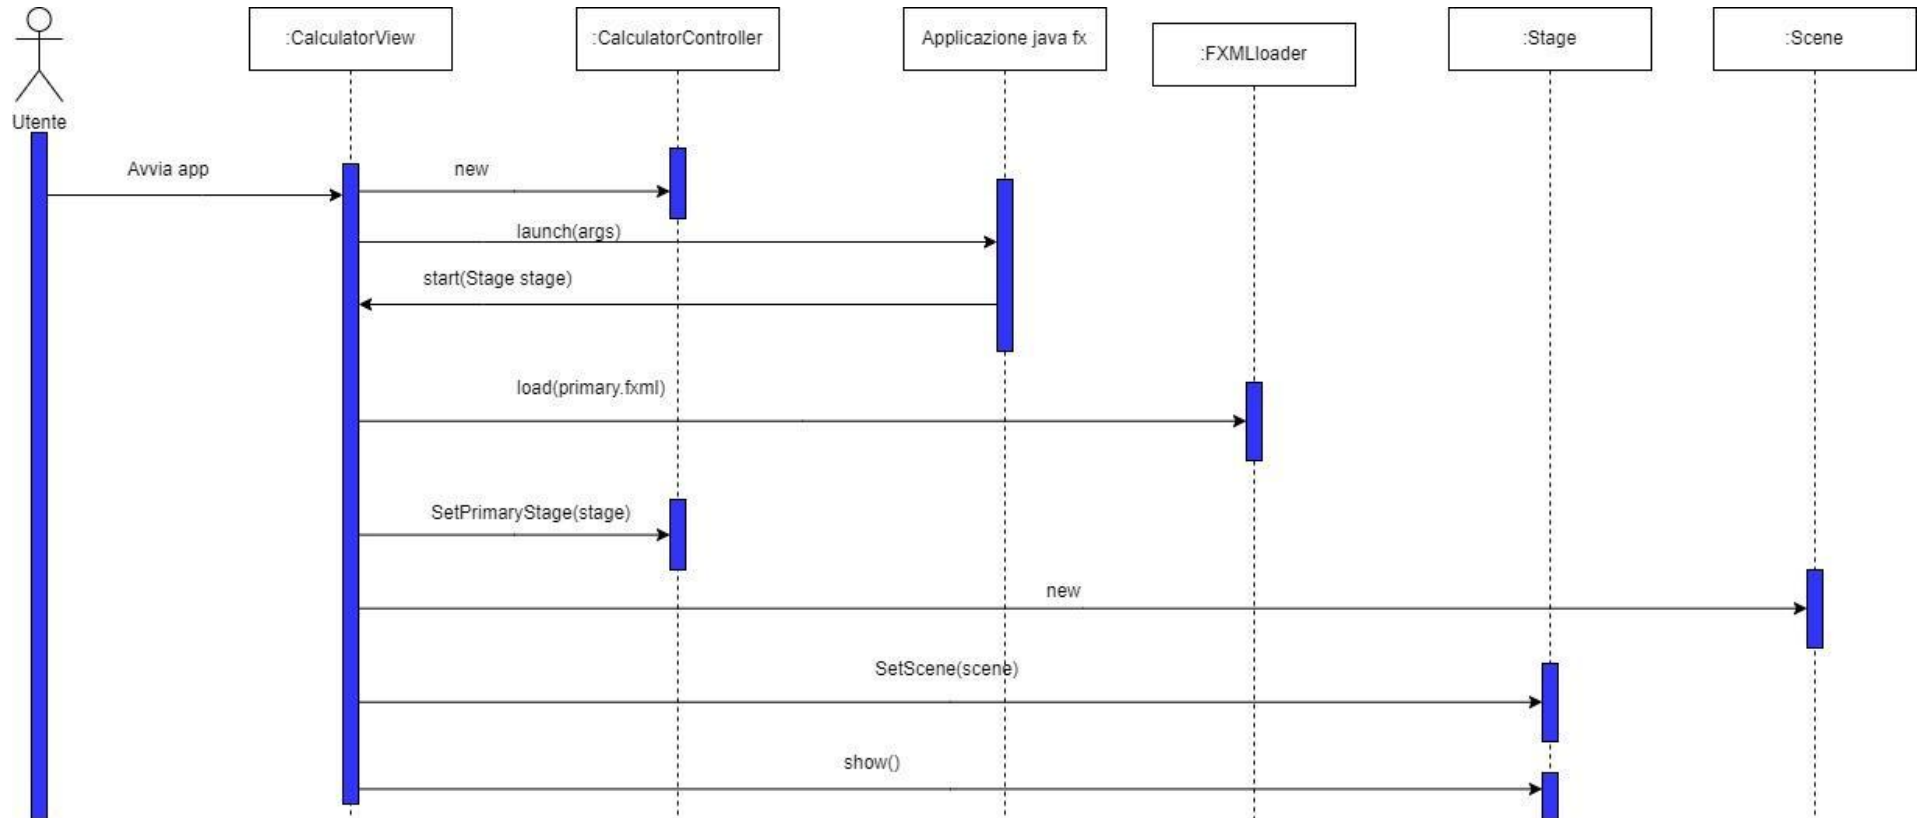 :CalculatorView
:CalculatorController
Applicazione java fx
:FXMLloader
:Stage
:Scene
Utente
Avvia app
new
launch(args)
start(Stage stage)
load(primary.fxml)
SetPrimaryStage(stage)
new
SetScene(scene)
show()